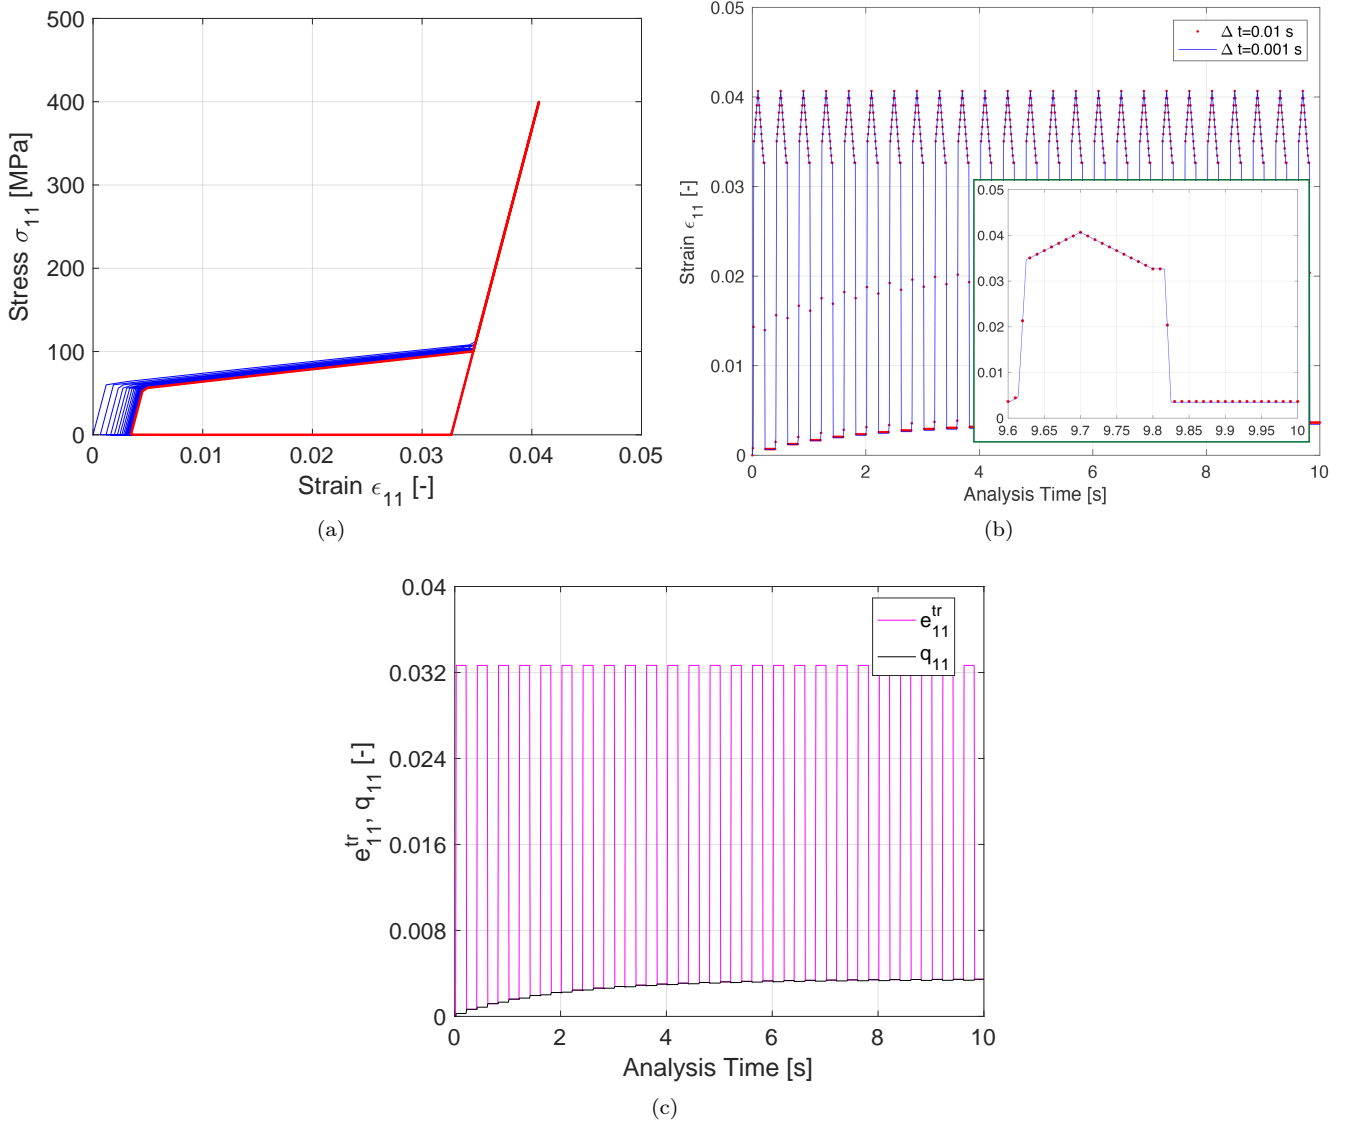 500
400
300
200
100
0
Stress σ11 [MPa]
0 0.01 0.02 0.03 0.04 0.05
Strain ϵ11 [-]
(a)
0.05
0.04
0.03
0.02
0.01
0
Strain ϵ11 [-]
Δ t=0.01 s
Δ t=0.001 s
0.05
0.04
0.03
0.02
0.01
0
9.6 9.65 9.7 9.75 9.8 9.85 9.9 9.95 10
0 2 4 6 8 10
Analysis Time [s]
(b)
0.04
0.032
0.024
0.016
0.008
0
e11tr, q11 [-]
e11tr
q11
0 2 4 6 8 10
Analysis Time [s]
(c)